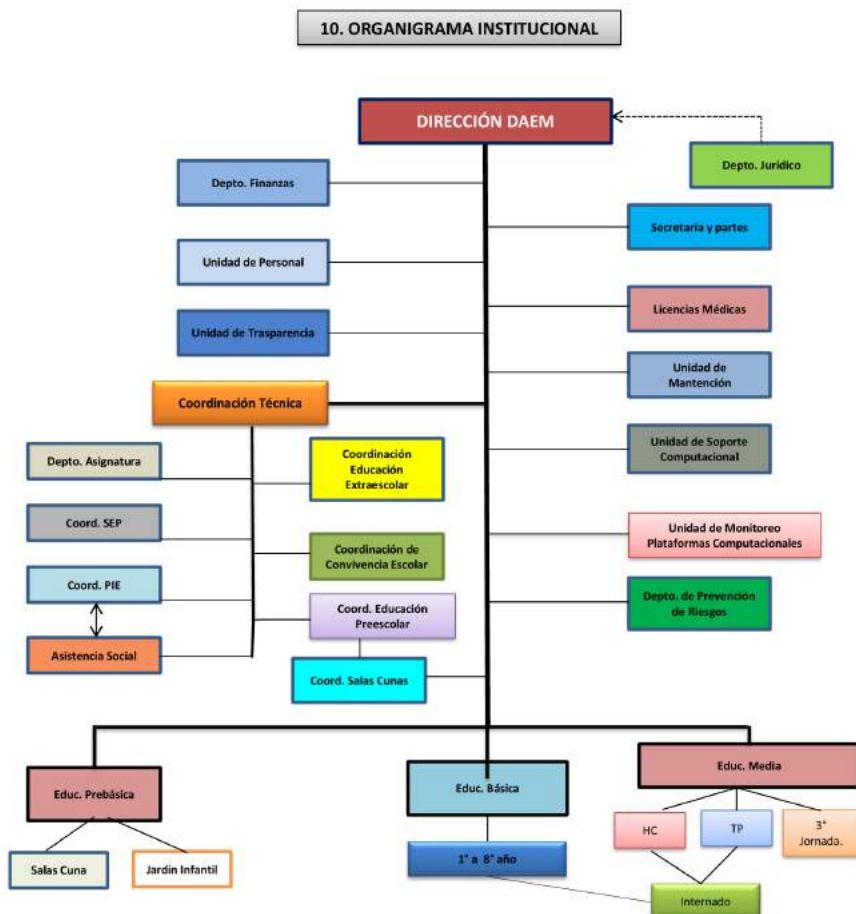 10. ORGANIGRAMA INSTITUCIONAL
DIRECCIÓN DAEM
Depto. Jurídico
Depto. Finanzas
Secretaría y partes
Unidad de Personal
Licencias Médicas
Unidad de Trasparencia
Unidad de
Mantención
Coordinación Técnica
Unidad de Soporte
Computacional
Depto. Asignatura
Coordinación
Educación
Extraescolar
Coord. SEP
Unidad de Monitoreo
Plataformas Computacionales
Coordinación de
Convivencia Escolar
Coord. PIE
Depto. de Prevención
de Riesgos
Coord. Educación
Preescolar
Asistencia Social
Coord. Salas Cunas
Educ. Prebásica
Educ. Básica
Educ. Media
HC
TP
3°
Jornada.
Salas Cuna
Jardin Infantil
1° a 8° año
Internado